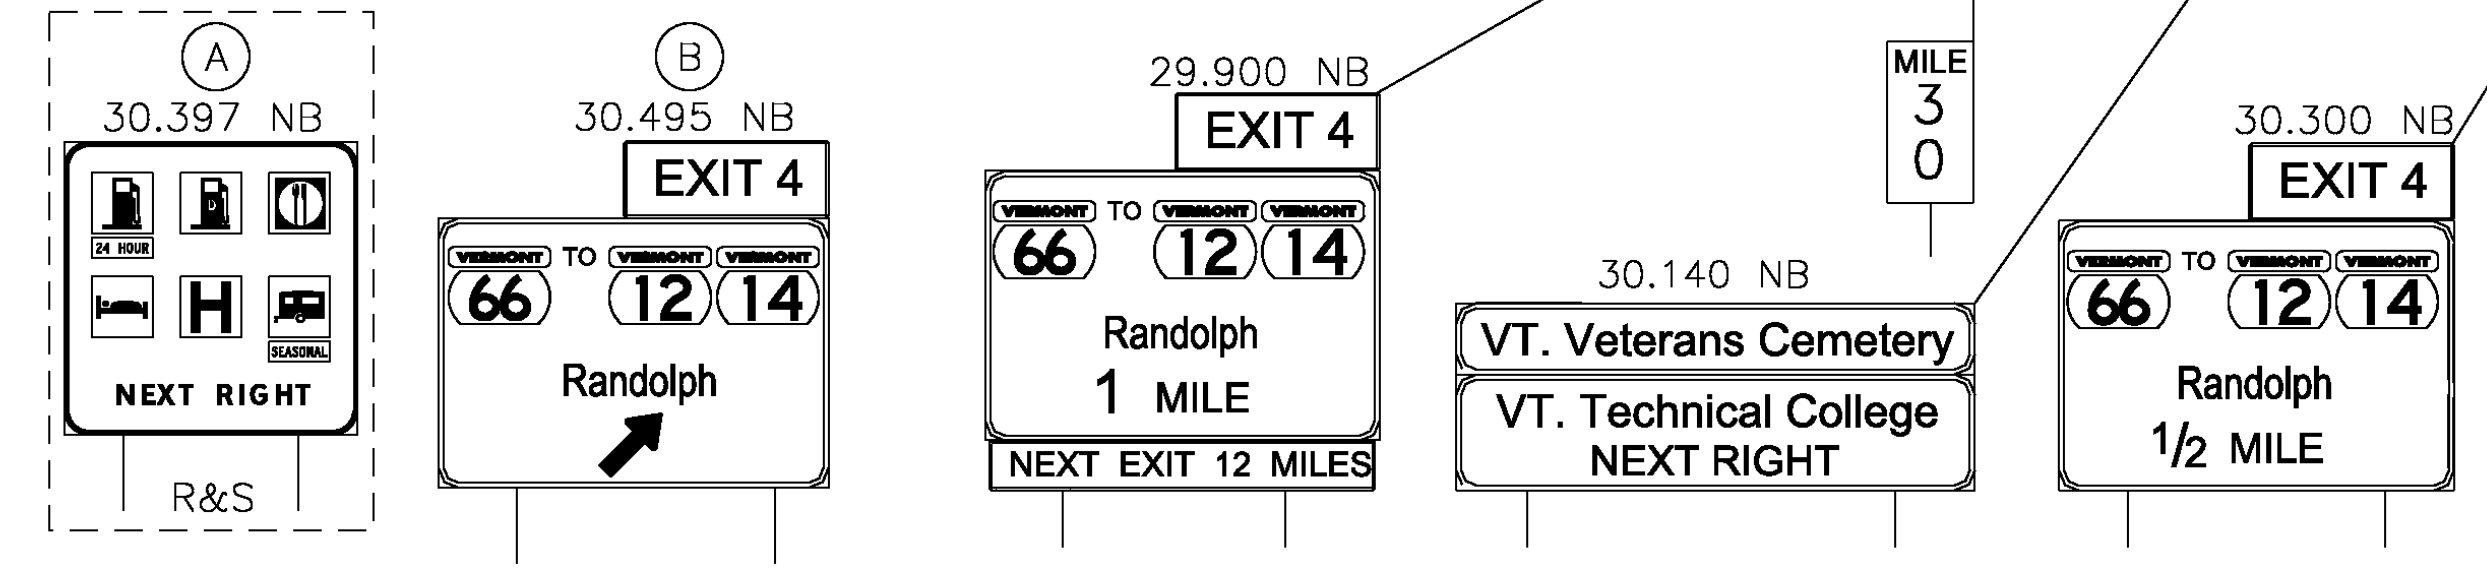 A
30.397 NB
D
24 HOUR
H
SEASONAL
NEXT RIGHT
R&S
B
30.495 NB
EXIT 4
VERMONT TO VERMONT VERMONT
66 12 14
Randolph
29.900 NB
EXIT 4
VERMONT TO VERMONT VERMONT
66 12 14
Randolph
1 MILE
NEXT EXIT 12 MILES
MILE
3
0
30.140 NB
VT. Veterans Cemetery
VT. Technical College
NEXT RIGHT
30.300 NB
EXIT 4
VERMONT TO VERMONT VERMONT
66 12 14
Randolph
1/2 MILE